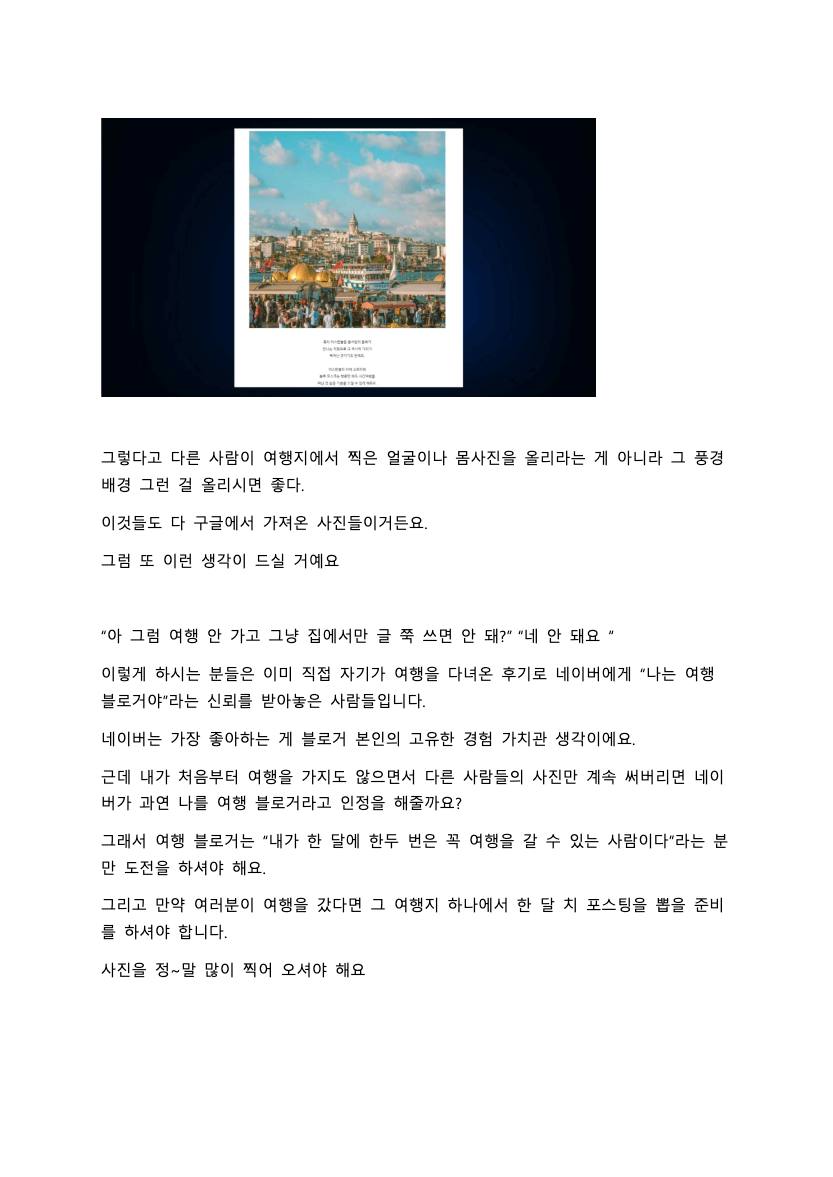 그렇다고 다른 사람이 여행지에서 찍은 얼굴이나 몸사진을 올리라는 게 아니라 그 풍경
배경 그런 걸 올리시면 좋다.
이것들도 다 구글에서 가져온 사진들이거든요.
그럼 또 이런 생각이 드실 거예요
“아 그럼 여행 안 가고 그냥 집에서만 글 쭉 쓰면 안 돼?” “네 안 돼요 “
이렇게 하시는 분들은 이미 직접 자기가 여행을 다녀온 후기로 네이버에게 “나는 여행
블로거야”라는 신뢰를 받아놓은 사람들입니다.
네이버는 가장 좋아하는 게 블로거 본인의 고유한 경험 가치관 생각이에요.
근데 내가 처음부터 여행을 가지도 않으면서 다른 사람들의 사진만 계속 써버리면 네이
버가 과연 나를 여행 블로거라고 인정을 해줄까요?
그래서 여행 블로거는 “내가 한 달에 한두 번은 꼭 여행을 갈 수 있는 사람이다”라는 분
만 도전을 하셔야 해요.
그리고 만약 여러분이 여행을 갔다면 그 여행지 하나에서 한 달 치 포스팅을 뽑을 준비
를 하셔야 합니다.
사진을 정~말 많이 찍어 오셔야 해요